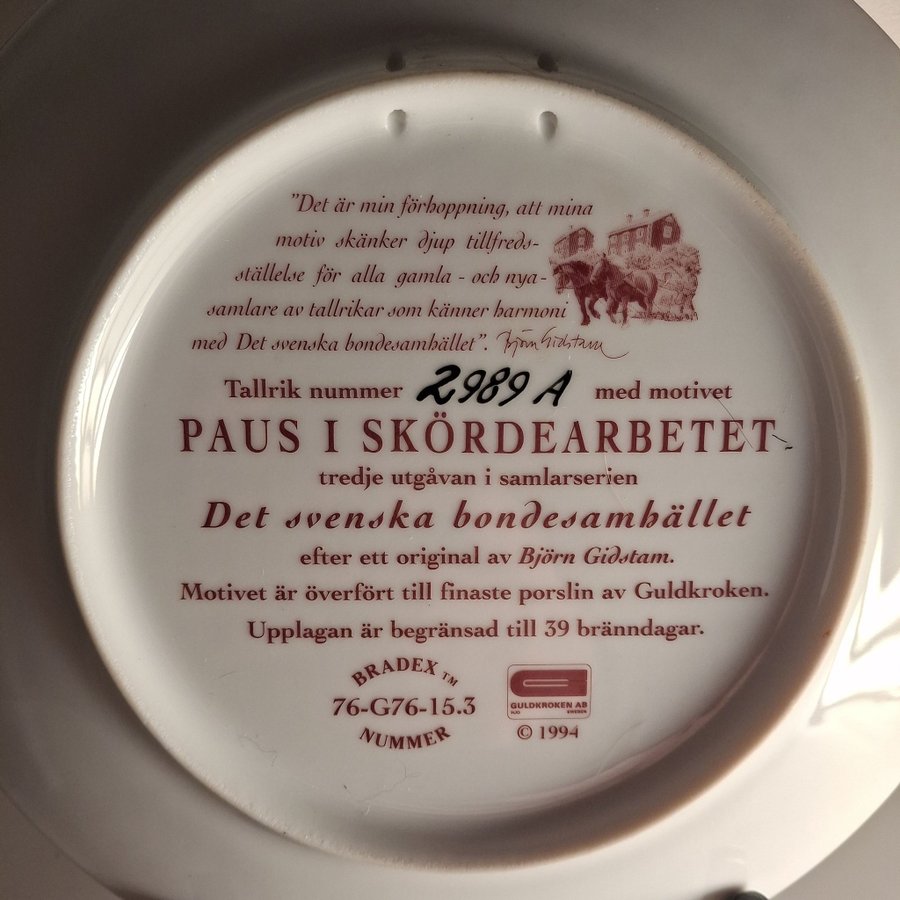 "Det är min förhoppning, att mina
motiv skänker djup tillfreds-
ställelse för alla gamla - och nya-
samlare av tallrikar som känner harmoni
med Det svenska bondesamhället". Björn Gidstam
Tallrik nummer 2989 A med motivet
PAUS I SKÖRDEARBETET
tredje utgåvan i samlarserien
Det svenska bondesamhället
efter ett original av Björn Gidstam.
Motivet är överfört till finaste porslin av Guldkroken.
Upplagan är begränsad till 39 bränndagar.
BRADEX TM
76-G76-15.3
NUMMER
GULDKROKEN AB
HJO SWEDEN
© 1994